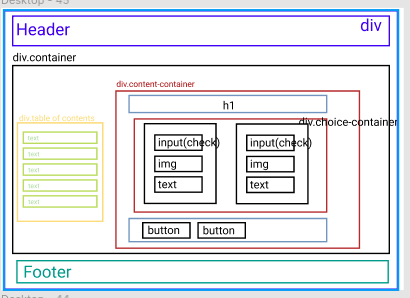 Desktop - 43
Header
div
div.container
div.content-container
h1
div.table of contents
div.choice-container
text
text
text
text
text
input(check)
img
text
input(check)
img
text
button
button
Footer
Desktop - 44